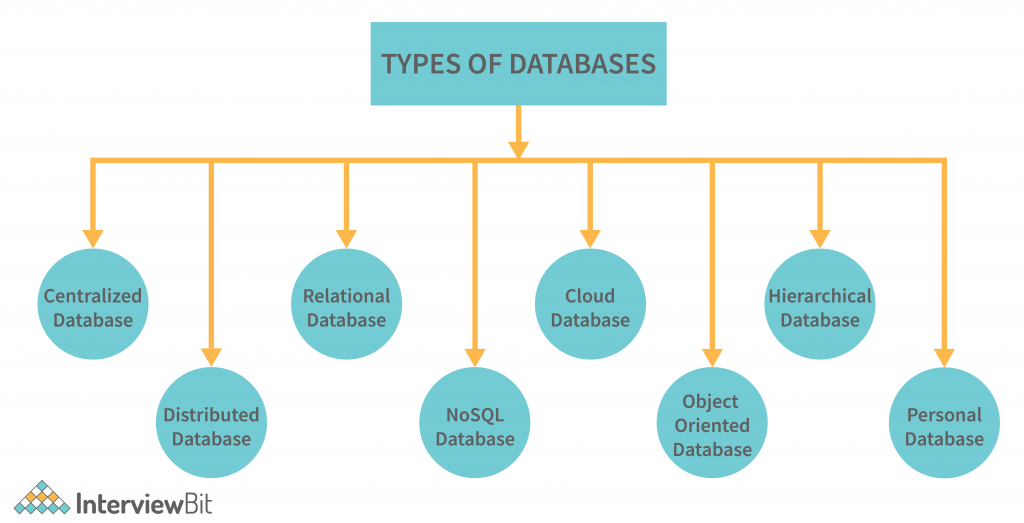 TYPES OF DATABASES
Centralized
Database
Distributed
Database
Relational
Database
NoSQL
Database
Cloud
Database
Object
Oriented
Database
Hierarchical
Database
Personal
Database
InterviewBit